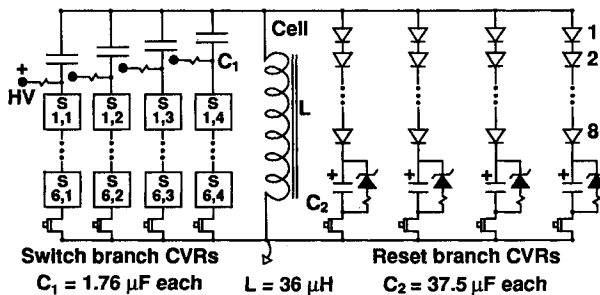 Cell
1
2
8
+
HV
C₁
L
S 1,1
S 1,2
S 1,3
S 1,4
S 6,1
S 6,2
S 6,3
S 6,4
+
+
+
+
C₂
Switch branch CVRs
Reset branch CVRs
C₁ = 1.76 μF each
L = 36 μH
C₂ = 37.5 μF each